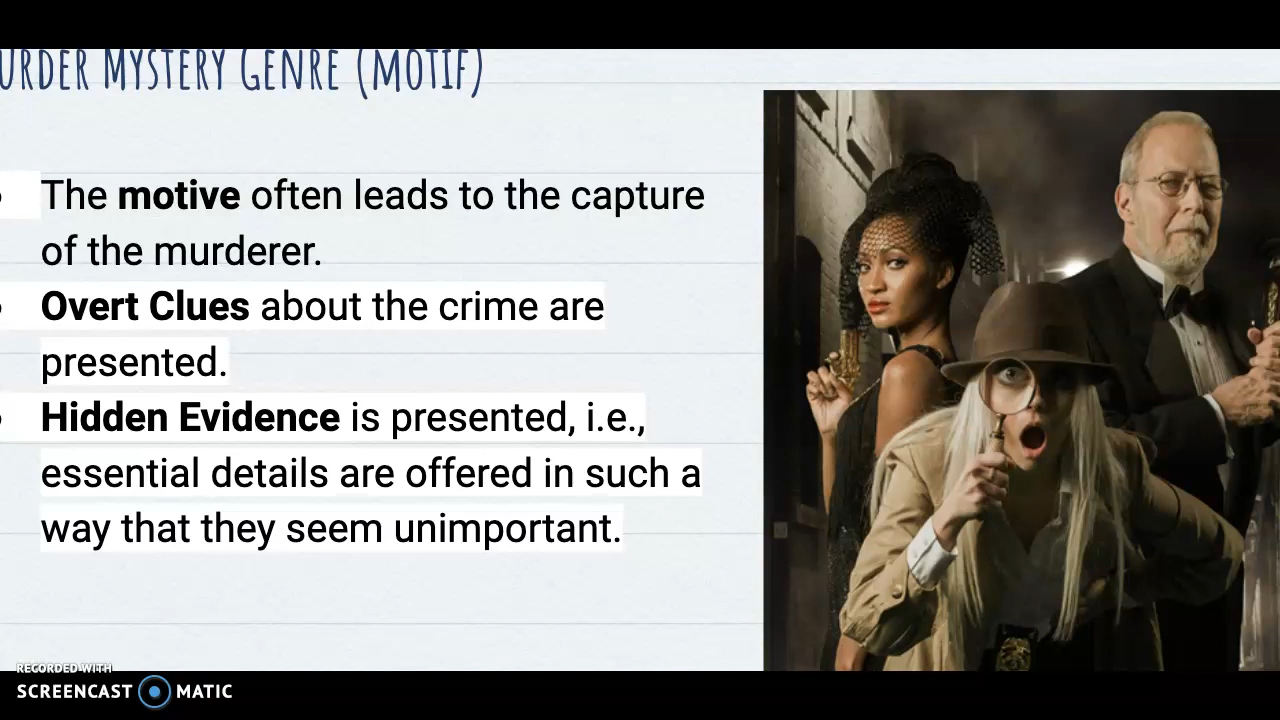 URDER MYSTERY GENRE (MOTIF)
The motive often leads to the capture
of the murderer.
Overt Clues about the crime are
presented.
Hidden Evidence is presented, i.e.,
essential details are offered in such a
way that they seem unimportant.
RECORDED WITH
SCREENCAST MATIC